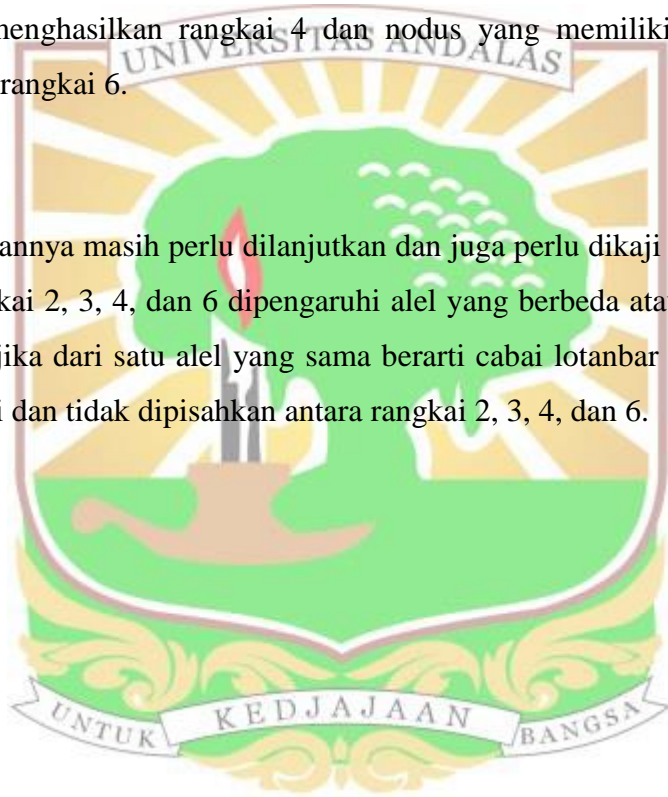 menghasilkan rangkai 4 dan nodus yang memiliki
UNIVERSITAS ANDALAS
rangkai 6.
annya masih perlu dilanjutkan dan juga perlu dikaji
kai 2, 3, 4, dan 6 dipengaruhi alel yang berbeda ata
jika dari satu alel yang sama berarti cabai lotanbar
i dan tidak dipisahkan antara rangkai 2, 3, 4, dan 6.
UNTUK KEDJAJAAN BANGSA